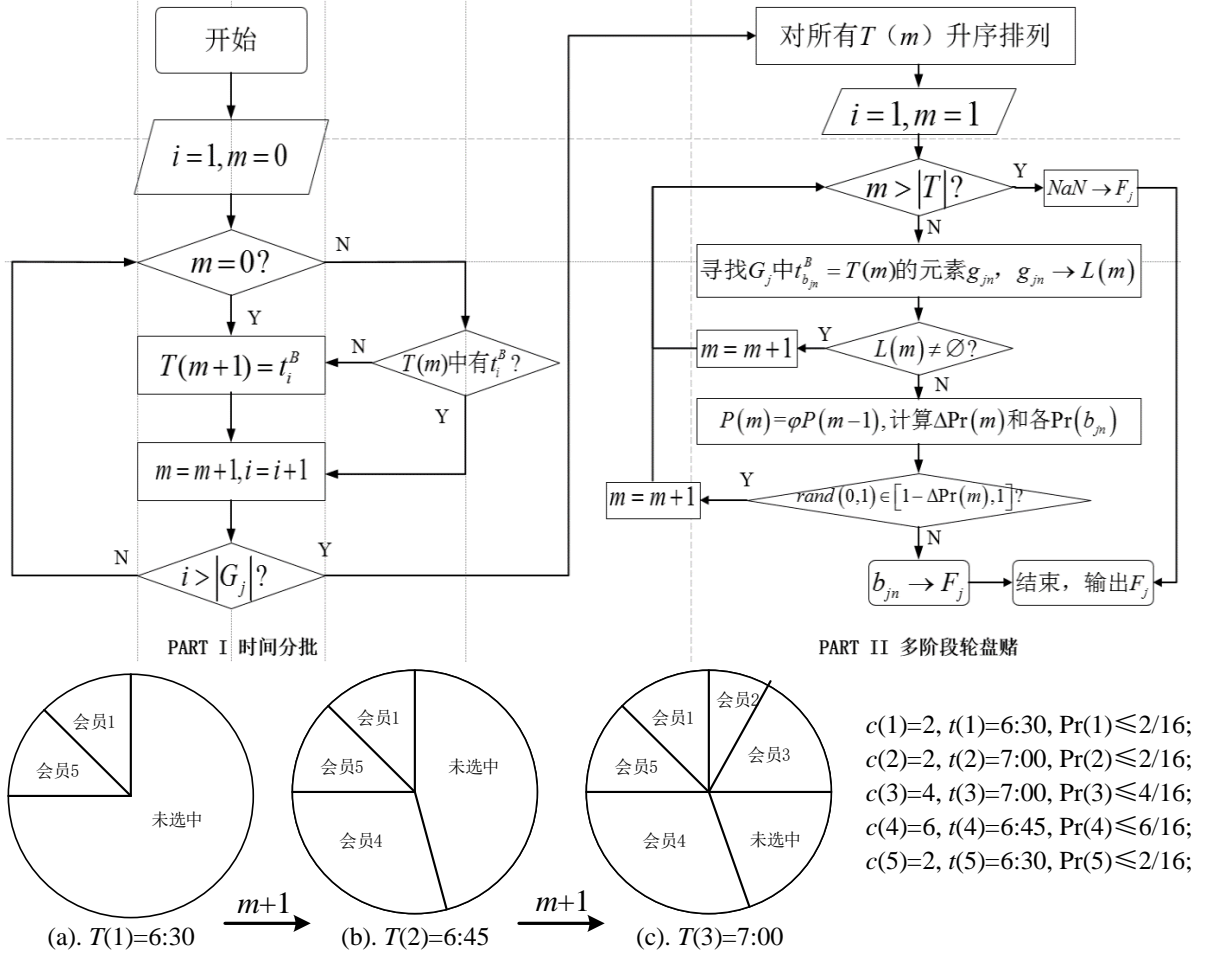 开始
i=1,m=0
m=0?
N
Y
T(m+1)=t_i^B
N
T(m)中有t_i^B?
Y
m=m+1,i=i+1
N
i>|G_j|?
Y
PART I 时间分批
对所有T（m）升序排列
i=1,m=1
m>|T|?
Y
NaN→F_j
N
寻找G_j中t_{b_{jn}}^B=T(m)的元素g_{jn}，g_{jn}→L(m)
m=m+1
Y
L(m)≠∅?
N
P(m)=φP(m−1),计算ΔPr(m)和各Pr(b_{jn})
m=m+1
Y
rand(0,1)∈[1−ΔPr(m),1]?
N
b_{jn}→F_j
结束，输出F_j
PART II 多阶段轮盘赌
会员1
会员5
未选中
(a). T(1)=6:30
m+1
会员1
会员5
未选中
会员4
(b). T(2)=6:45
m+1
会员1
会员2
会员5
会员3
会员4
未选中
(c). T(3)=7:00
c(1)=2, t(1)=6:30, Pr(1)≤2/16;
c(2)=2, t(2)=7:00, Pr(2)≤2/16;
c(3)=4, t(3)=7:00, Pr(3)≤4/16;
c(4)=6, t(4)=6:45, Pr(4)≤6/16;
c(5)=2, t(5)=6:30, Pr(5)≤2/16;